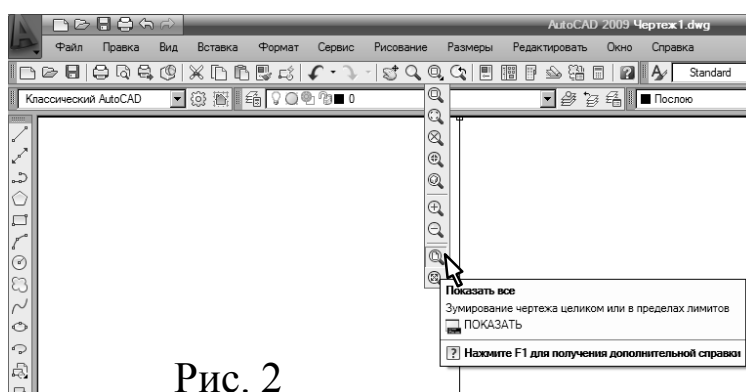 AutoCAD 2009 Чертеж1.dwg
Файл Правка Вид Вставка Формат Сервис Рисование Размеры Редактировать Окно Справка
Standard
Классический AutoCAD 0 Послою
Показать все
Зумирование чертежа целиком или в пределах лимитов
ПОКАЗАТЬ
Нажмите F1 для получения дополнительной справки
Рис. 2